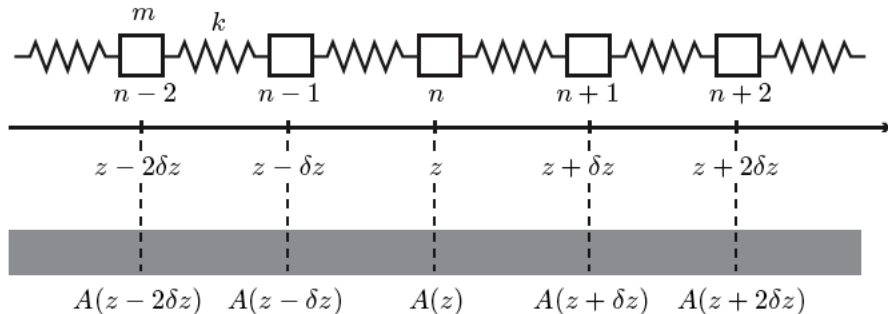 m
k
n − 2 n − 1 n n + 1 n + 2
z − 2δz z − δz z z + δz z + 2δz
A(z − 2δz) A(z − δz) A(z) A(z + δz) A(z + 2δz)